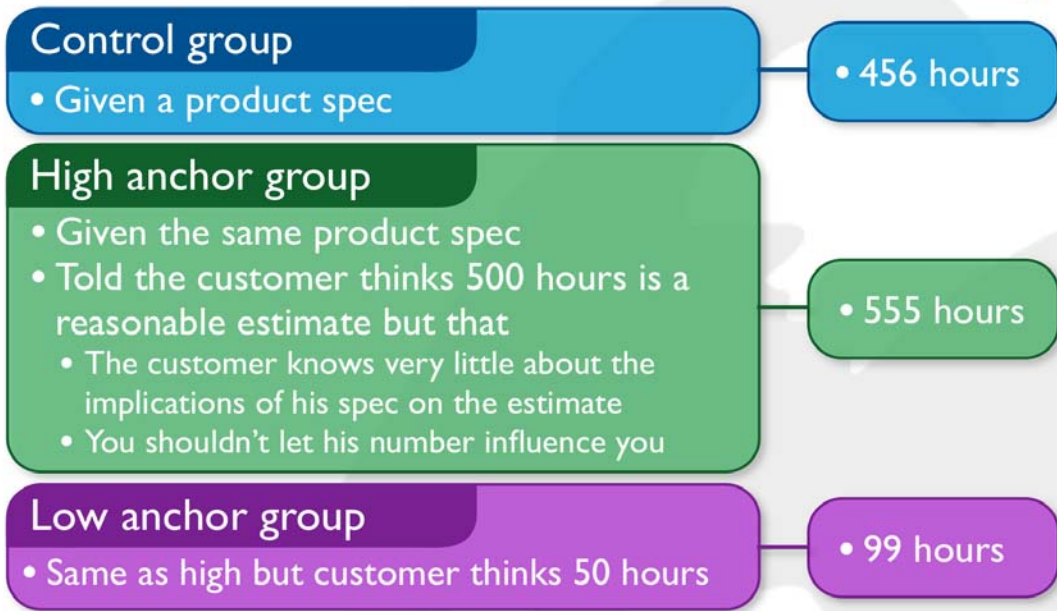 Control group
• Given a product spec
• 456 hours
High anchor group
• Given the same product spec
• Told the customer thinks 500 hours is a
reasonable estimate but that
• The customer knows very little about the
implications of his spec on the estimate
• You shouldn't let his number influence you
• 555 hours
Low anchor group
• Same as high but customer thinks 50 hours
• 99 hours